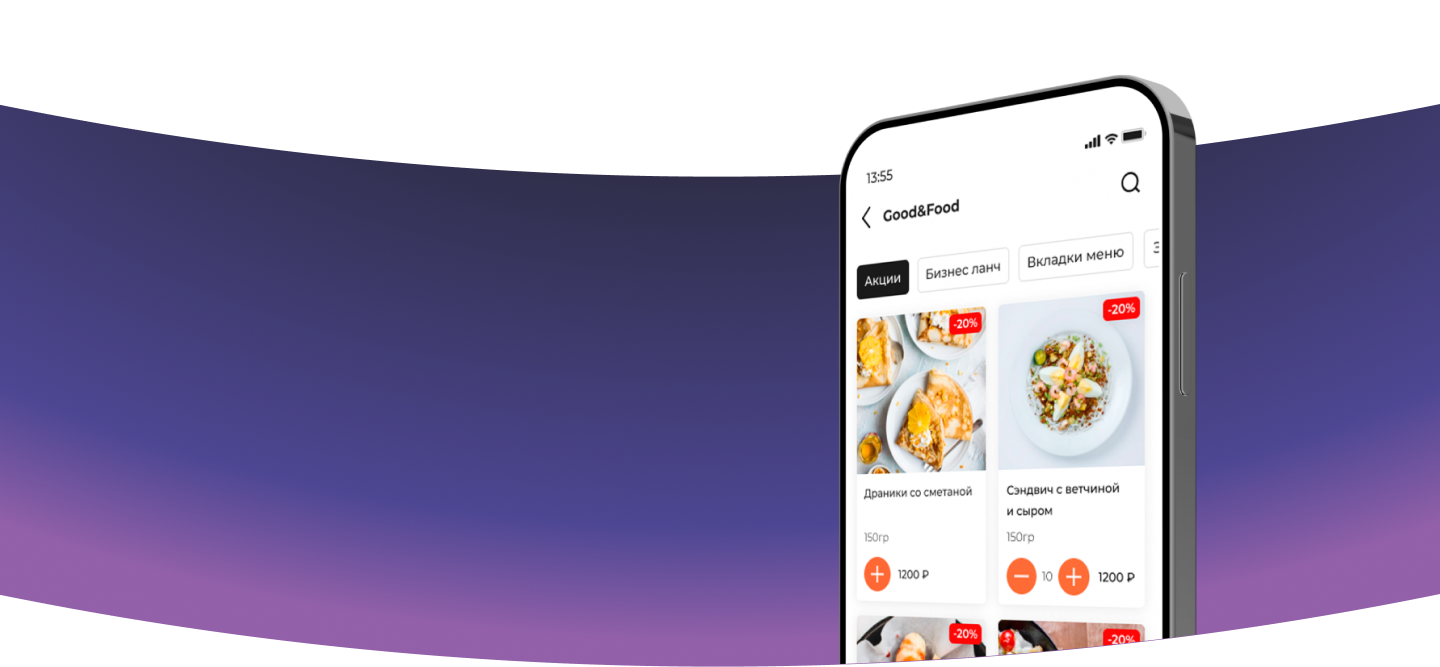 13:55
Good&Food
Акции
Бизнес ланч
Вкладки меню
-20%
-20%
Драники со сметаной
Сэндвич с ветчиной
и сыром
150гр
150гр
1200 ₽
10
1200 ₽
-20%
-20%